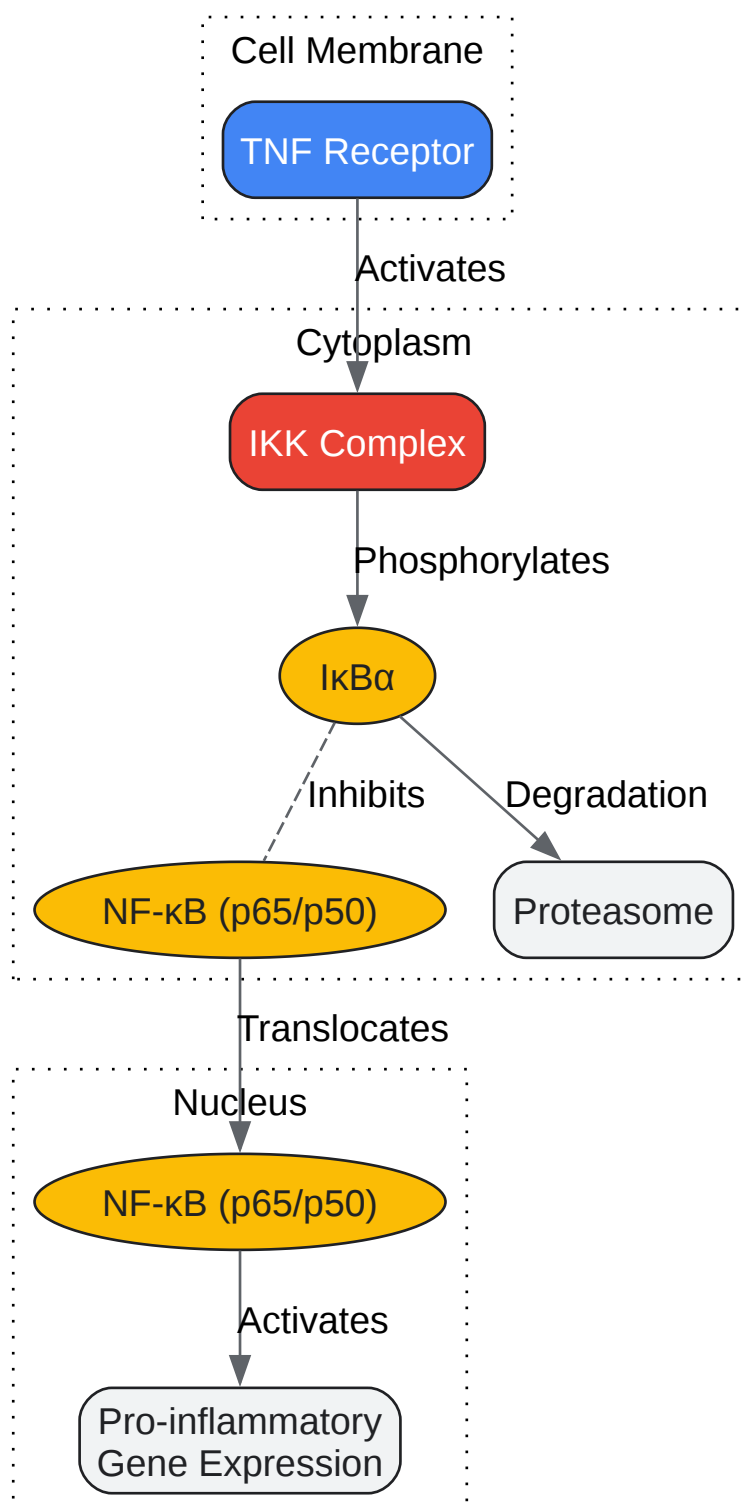 Cell Membrane
TNF Receptor
Activates
Cytoplasm
IKK Complex
Phosphorylates
IκBα
Inhibits
Degradation
NF-κB (p65/p50)
Proteasome
Translocates
Nucleus
NF-κB (p65/p50)
Activates
Pro-inflammatory
Gene Expression